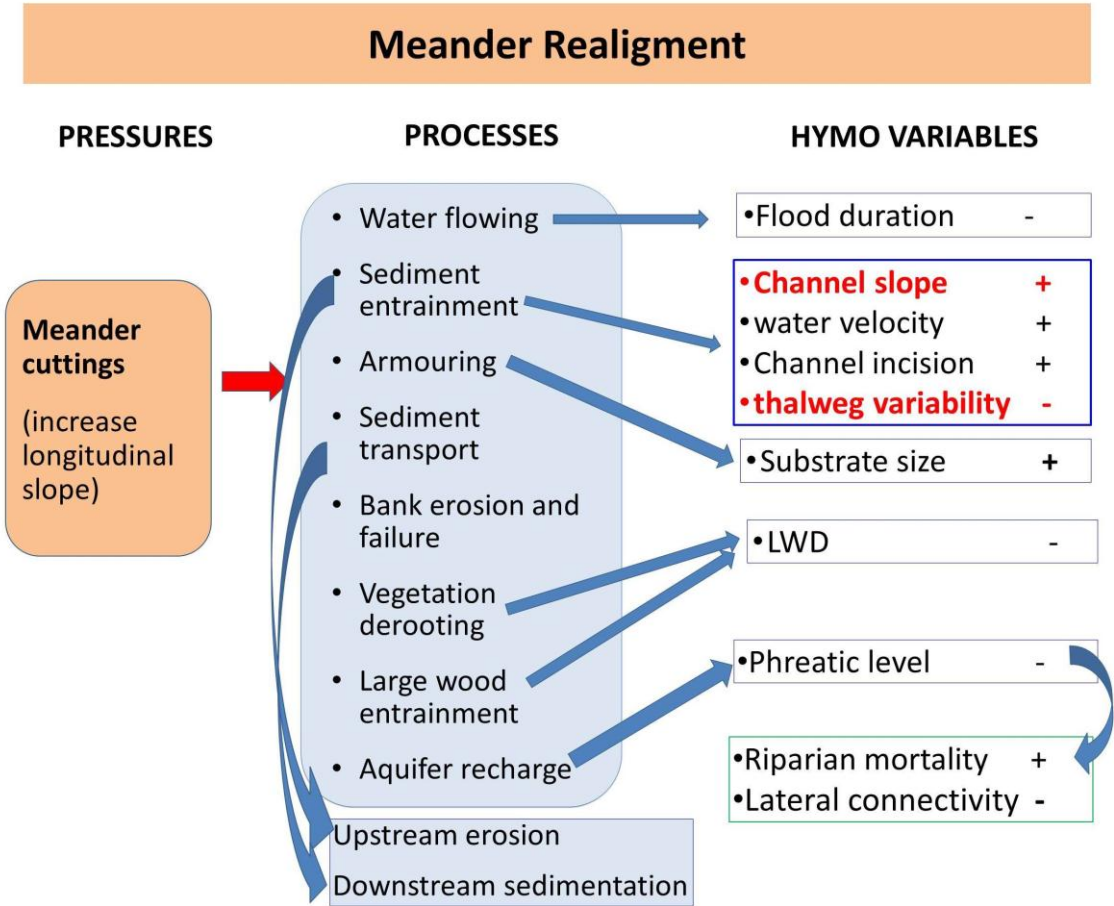 Meander Realigment
PRESSURES
PROCESSES
HYMO VARIABLES
Meander
cuttings
(increase
longitudinal
slope)
• Water flowing
• Sediment
entrainment
• Armouring
• Sediment
transport
• Bank erosion and
failure
• Vegetation
derooting
• Large wood
entrainment
• Aquifer recharge
Upstream erosion
Downstream sedimentation
•Flood duration -
•Channel slope +
•water velocity +
•Channel incision +
•thalweg variability -
•Substrate size +
•LWD -
•Phreatic level -
•Riparian mortality +
•Lateral connectivity -